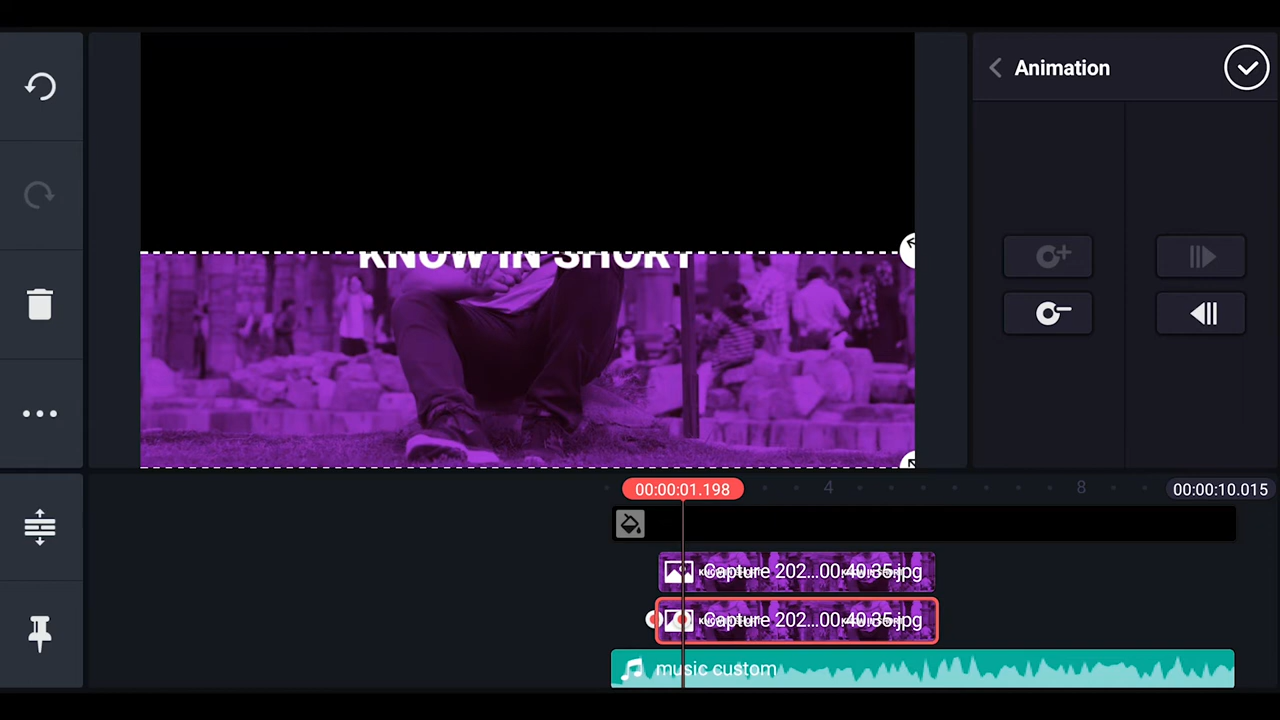 Animation
KNOW IN SHORT
00:00:01.198
4
8
00:00:10.015
Capture 202...00:40:35.jpg
Capture 202...00:40:35.jpg
music custom